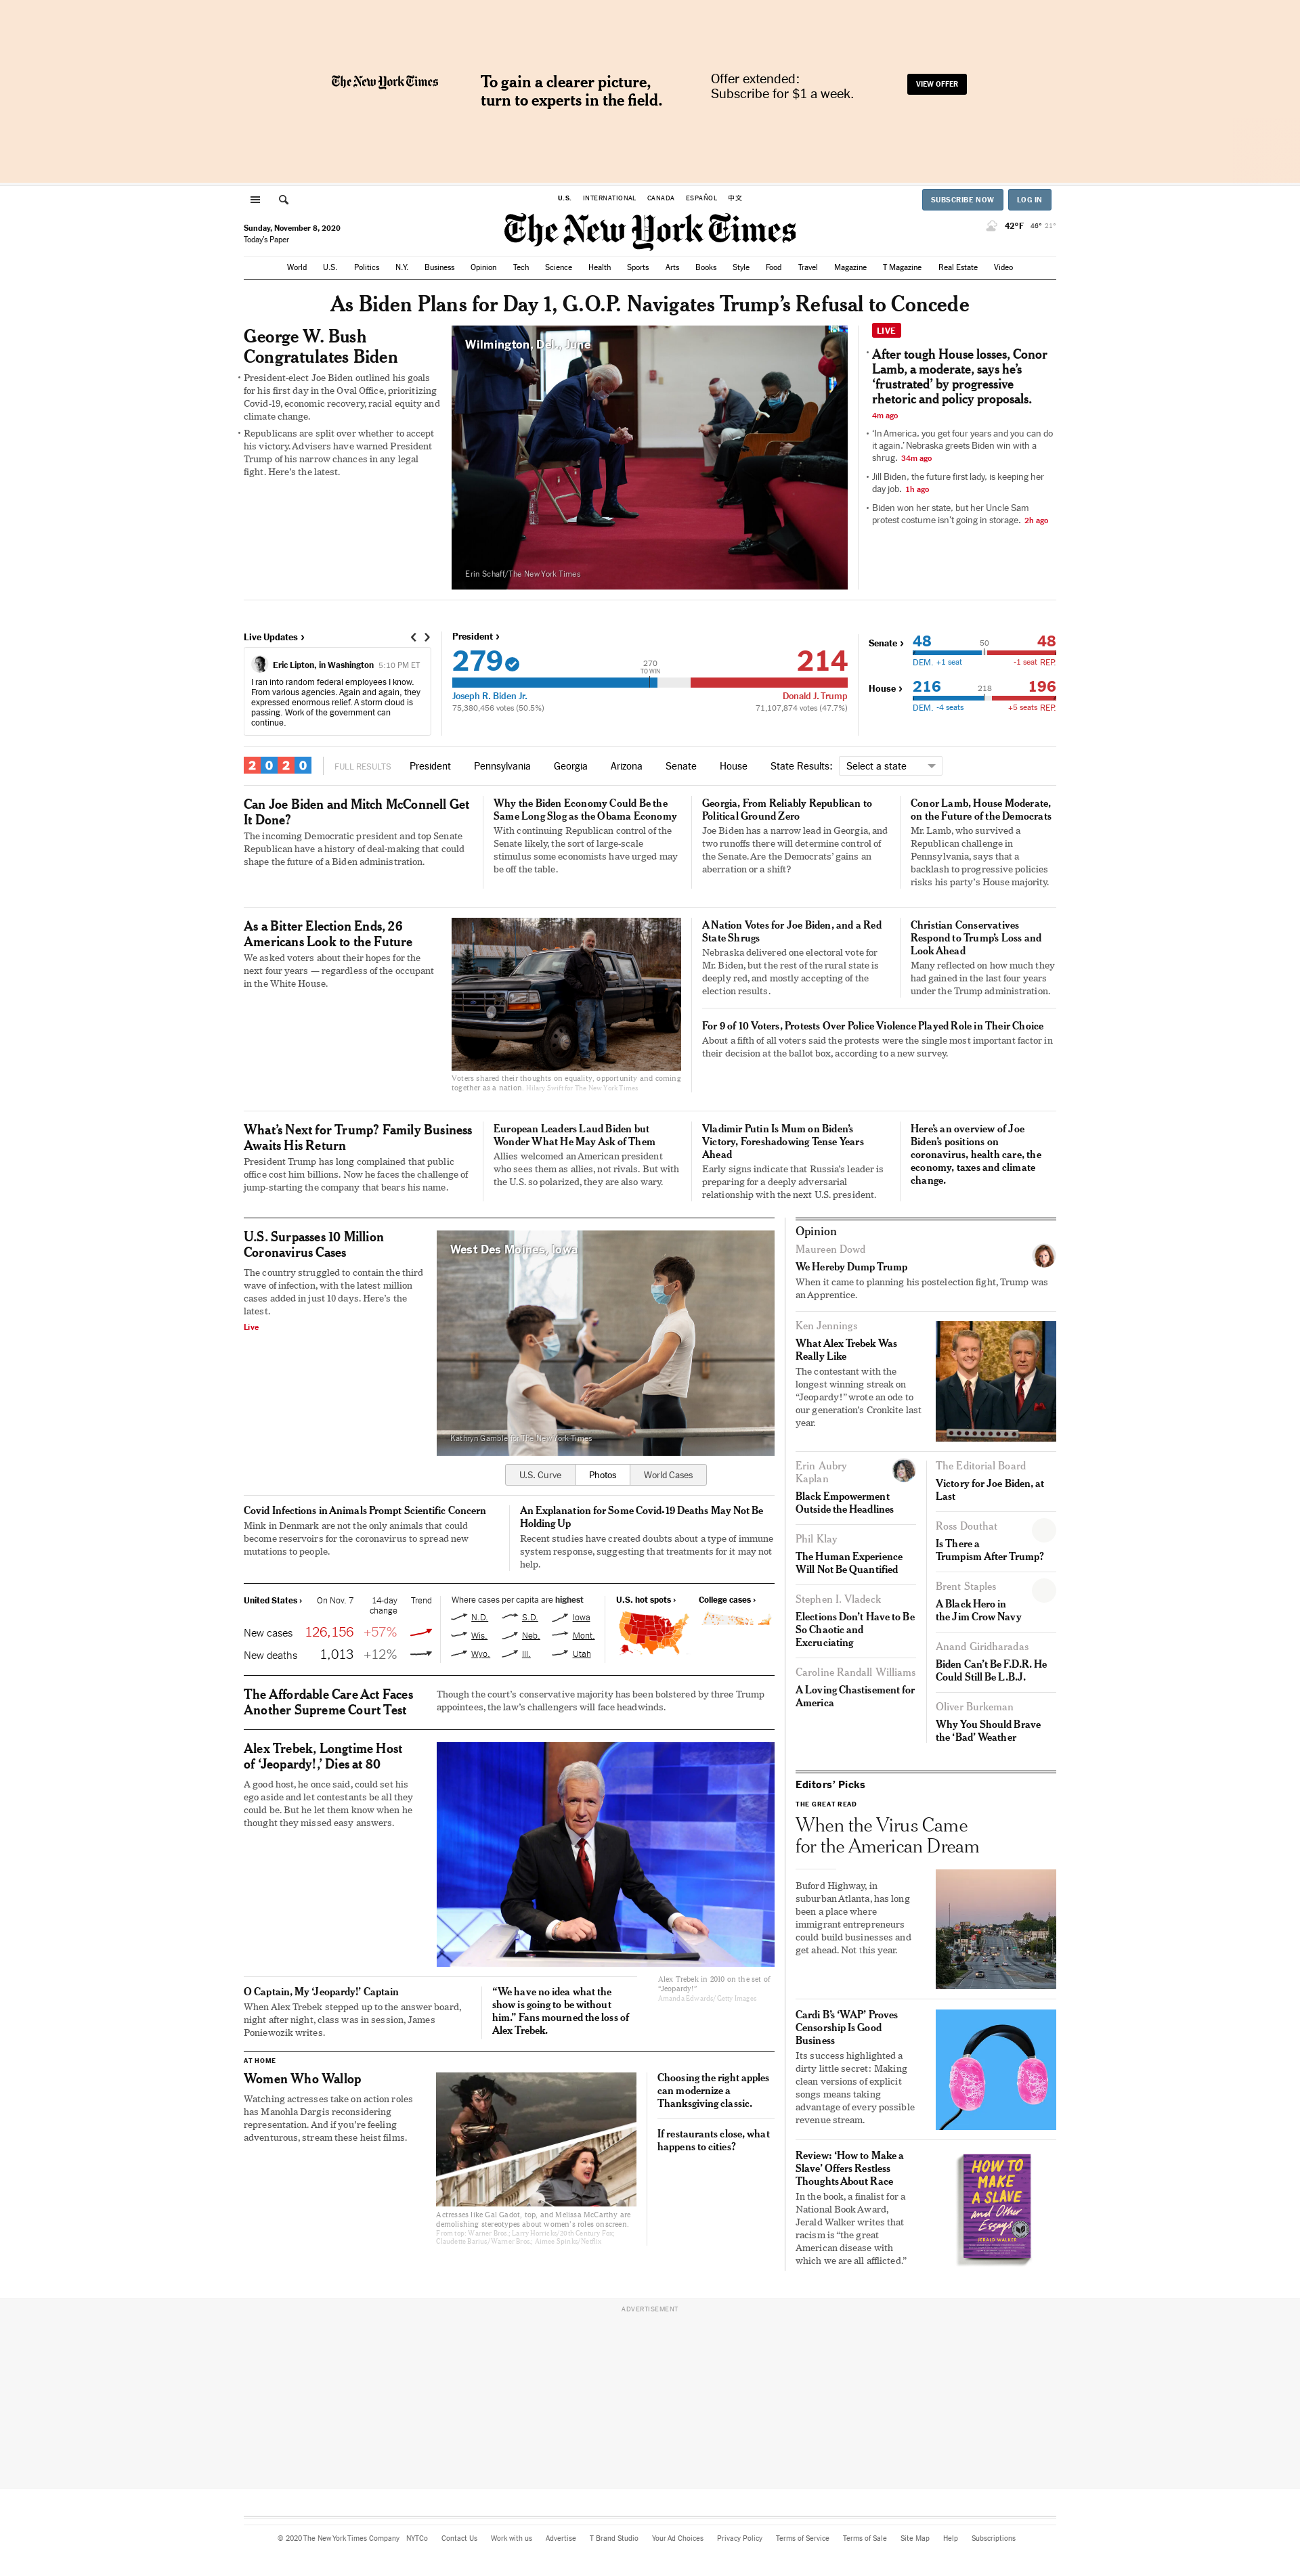 The New York Times
To gain a clearer picture,
turn to experts in the field.
Offer extended:
Subscribe for $1 a week.
VIEW OFFER
U.S. INTERNATIONAL CANADA ESPAÑOL 中文
SUBSCRIBE NOW LOG IN
Sunday, November 8, 2020
Today's Paper
The New York Times
42°F 46° 21°
World U.S. Politics N.Y. Business Opinion Tech Science Health Sports Arts Books Style Food Travel Magazine T Magazine Real Estate Video
As Biden Plans for Day 1, G.O.P. Navigates Trump's Refusal to Concede
George W. Bush
Congratulates Biden
• President-elect Joe Biden outlined his goals
for his first day in the Oval Office, prioritizing
Covid-19, economic recovery, racial equity and
climate change.
• Republicans are split over whether to accept
his victory. Advisers have warned President
Trump of his narrow chances in any legal
fight. Here's the latest.
Wilmington, Del., June
Erin Schaff/The New York Times
LIVE
• After tough House losses, Conor
Lamb, a moderate, says he's
'frustrated' by progressive
rhetoric and policy proposals.
4m ago
• 'In America, you get four years and you can do
it again.' Nebraska greets Biden win with a
shrug. 34m ago
• Jill Biden, the future first lady, is keeping her
day job. 1h ago
• Biden won her state, but her Uncle Sam
protest costume isn't going in storage. 2h ago
Live Updates ›
Eric Lipton, in Washington 5:10 PM ET
I ran into random federal employees I know.
From various agencies. Again and again, they
expressed enormous relief. A storm cloud is
passing. Work of the government can
continue.
President ›
279 214
270
TO WIN
Joseph R. Biden Jr. Donald J. Trump
75,380,456 votes (50.5%) 71,107,874 votes (47.7%)
Senate › 48 50 48
DEM. +1 seat -1 seat REP.
House › 216 218 196
DEM. -4 seats +5 seats REP.
2020 FULL RESULTS President Pennsylvania Georgia Arizona Senate House State Results: Select a state
Can Joe Biden and Mitch McConnell Get
It Done?
The incoming Democratic president and top Senate
Republican have a history of deal-making that could
shape the future of a Biden administration.
Why the Biden Economy Could Be the
Same Long Slog as the Obama Economy
With continuing Republican control of the
Senate likely, the sort of large-scale
stimulus some economists have urged may
be off the table.
Georgia, From Reliably Republican to
Political Ground Zero
Joe Biden has a narrow lead in Georgia, and
two runoffs there will determine control of
the Senate. Are the Democrats' gains an
aberration or a shift?
Conor Lamb, House Moderate,
on the Future of the Democrats
Mr. Lamb, who survived a
Republican challenge in
Pennsylvania, says that a
backlash to progressive policies
risks his party's House majority.
As a Bitter Election Ends, 26
Americans Look to the Future
We asked voters about their hopes for the
next four years — regardless of the occupant
in the White House.
Voters shared their thoughts on equality, opportunity and coming
together as a nation. Hilary Swift for The New York Times
A Nation Votes for Joe Biden, and a Red
State Shrugs
Nebraska delivered one electoral vote for
Mr. Biden, but the rest of the rural state is
deeply red, and mostly accepting of the
election results.
Christian Conservatives
Respond to Trump's Loss and
Look Ahead
Many reflected on how much they
had gained in the last four years
under the Trump administration.
For 9 of 10 Voters, Protests Over Police Violence Played Role in Their Choice
About a fifth of all voters said the protests were the single most important factor in
their decision at the ballot box, according to a new survey.
What's Next for Trump? Family Business
Awaits His Return
President Trump has long complained that public
office cost him billions. Now he faces the challenge of
jump-starting the company that bears his name.
European Leaders Laud Biden but
Wonder What He May Ask of Them
Allies welcomed an American president
who sees them as allies, not rivals. But with
the U.S. so polarized, they are also wary.
Vladimir Putin Is Mum on Biden's
Victory, Foreshadowing Tense Years
Ahead
Early signs indicate that Russia's leader is
preparing for a deeply adversarial
relationship with the next U.S. president.
Here's an overview of Joe
Biden's positions on
coronavirus, health care, the
economy, taxes and climate
change.
U.S. Surpasses 10 Million
Coronavirus Cases
The country struggled to contain the third
wave of infection, with the latest million
cases added in just 10 days. Here's the
latest.
Live
West Des Moines, Iowa
Kathryn Gamble for The New York Times
U.S. Curve Photos World Cases
Covid Infections in Animals Prompt Scientific Concern
Mink in Denmark are not the only animals that could
become reservoirs for the coronavirus to spread new
mutations to people.
An Explanation for Some Covid-19 Deaths May Not Be
Holding Up
Recent studies have created doubts about a type of immune
system response, suggesting that treatments for it may not
help.
United States › On Nov. 7 14-day
change Trend
New cases 126,156 +57%
New deaths 1,013 +12%
Where cases per capita are highest
N.D. S.D. Iowa
Wis. Neb. Mont.
Wyo. Ill. Utah
U.S. hot spots › College cases ›
The Affordable Care Act Faces
Another Supreme Court Test
Though the court's conservative majority has been bolstered by three Trump
appointees, the law's challengers will face headwinds.
Alex Trebek, Longtime Host
of 'Jeopardy!,' Dies at 80
A good host, he once said, could set his
ego aside and let contestants be all they
could be. But he let them know when he
thought they missed easy answers.
Alex Trebek in 2010 on the set of
"Jeopardy!"
Amanda Edwards/Getty Images
O Captain, My 'Jeopardy!' Captain
When Alex Trebek stepped up to the answer board,
night after night, class was in session, James
Poniewozik writes.
"We have no idea what the
show is going to be without
him." Fans mourned the loss of
Alex Trebek.
AT HOME
Women Who Wallop
Watching actresses take on action roles
has Manohla Dargis reconsidering
representation. And if you're feeling
adventurous, stream these heist films.
Actresses like Gal Gadot, top, and Melissa McCarthy are
demolishing stereotypes about women's roles onscreen.
From top: Warner Bros.; Larry Horricks/20th Century Fox;
Claudette Barius/Warner Bros.; Aimee Spinks/Netflix
Choosing the right apples
can modernize a
Thanksgiving classic.
If restaurants close, what
happens to cities?
Opinion
Maureen Dowd
We Hereby Dump Trump
When it came to planning his postelection fight, Trump was
an Apprentice.
Ken Jennings
What Alex Trebek Was
Really Like
The contestant with the
longest winning streak on
"Jeopardy!" wrote an ode to
our generation's Cronkite last
year.
Erin Aubry
Kaplan
Black Empowerment
Outside the Headlines
Phil Klay
The Human Experience
Will Not Be Quantified
Stephen I. Vladeck
Elections Don't Have to Be
So Chaotic and
Excruciating
Caroline Randall Williams
A Loving Chastisement for
America
The Editorial Board
Victory for Joe Biden, at
Last
Ross Douthat
Is There a
Trumpism After Trump?
Brent Staples
A Black Hero in
the Jim Crow Navy
Anand Giridharadas
Biden Can't Be F.D.R. He
Could Still Be L.B.J.
Oliver Burkeman
Why You Should Brave
the 'Bad' Weather
Editors' Picks
THE GREAT READ
When the Virus Came
for the American Dream
Buford Highway, in
suburban Atlanta, has long
been a place where
immigrant entrepreneurs
could build businesses and
get ahead. Not this year.
Cardi B's 'WAP' Proves
Censorship Is Good
Business
Its success highlighted a
dirty little secret: Making
clean versions of explicit
songs means taking
advantage of every possible
revenue stream.
Review: 'How to Make a
Slave' Offers Restless
Thoughts About Race
In the book, a finalist for a
National Book Award,
Jerald Walker writes that
racism is "the great
American disease with
which we are all afflicted."
HOW TO
MAKE
A SLAVE
and Other
Essays
JERALD WALKER
ADVERTISEMENT
© 2020 The New York Times Company NYTCo Contact Us Work with us Advertise T Brand Studio Your Ad Choices Privacy Policy Terms of Service Terms of Sale Site Map Help Subscriptions